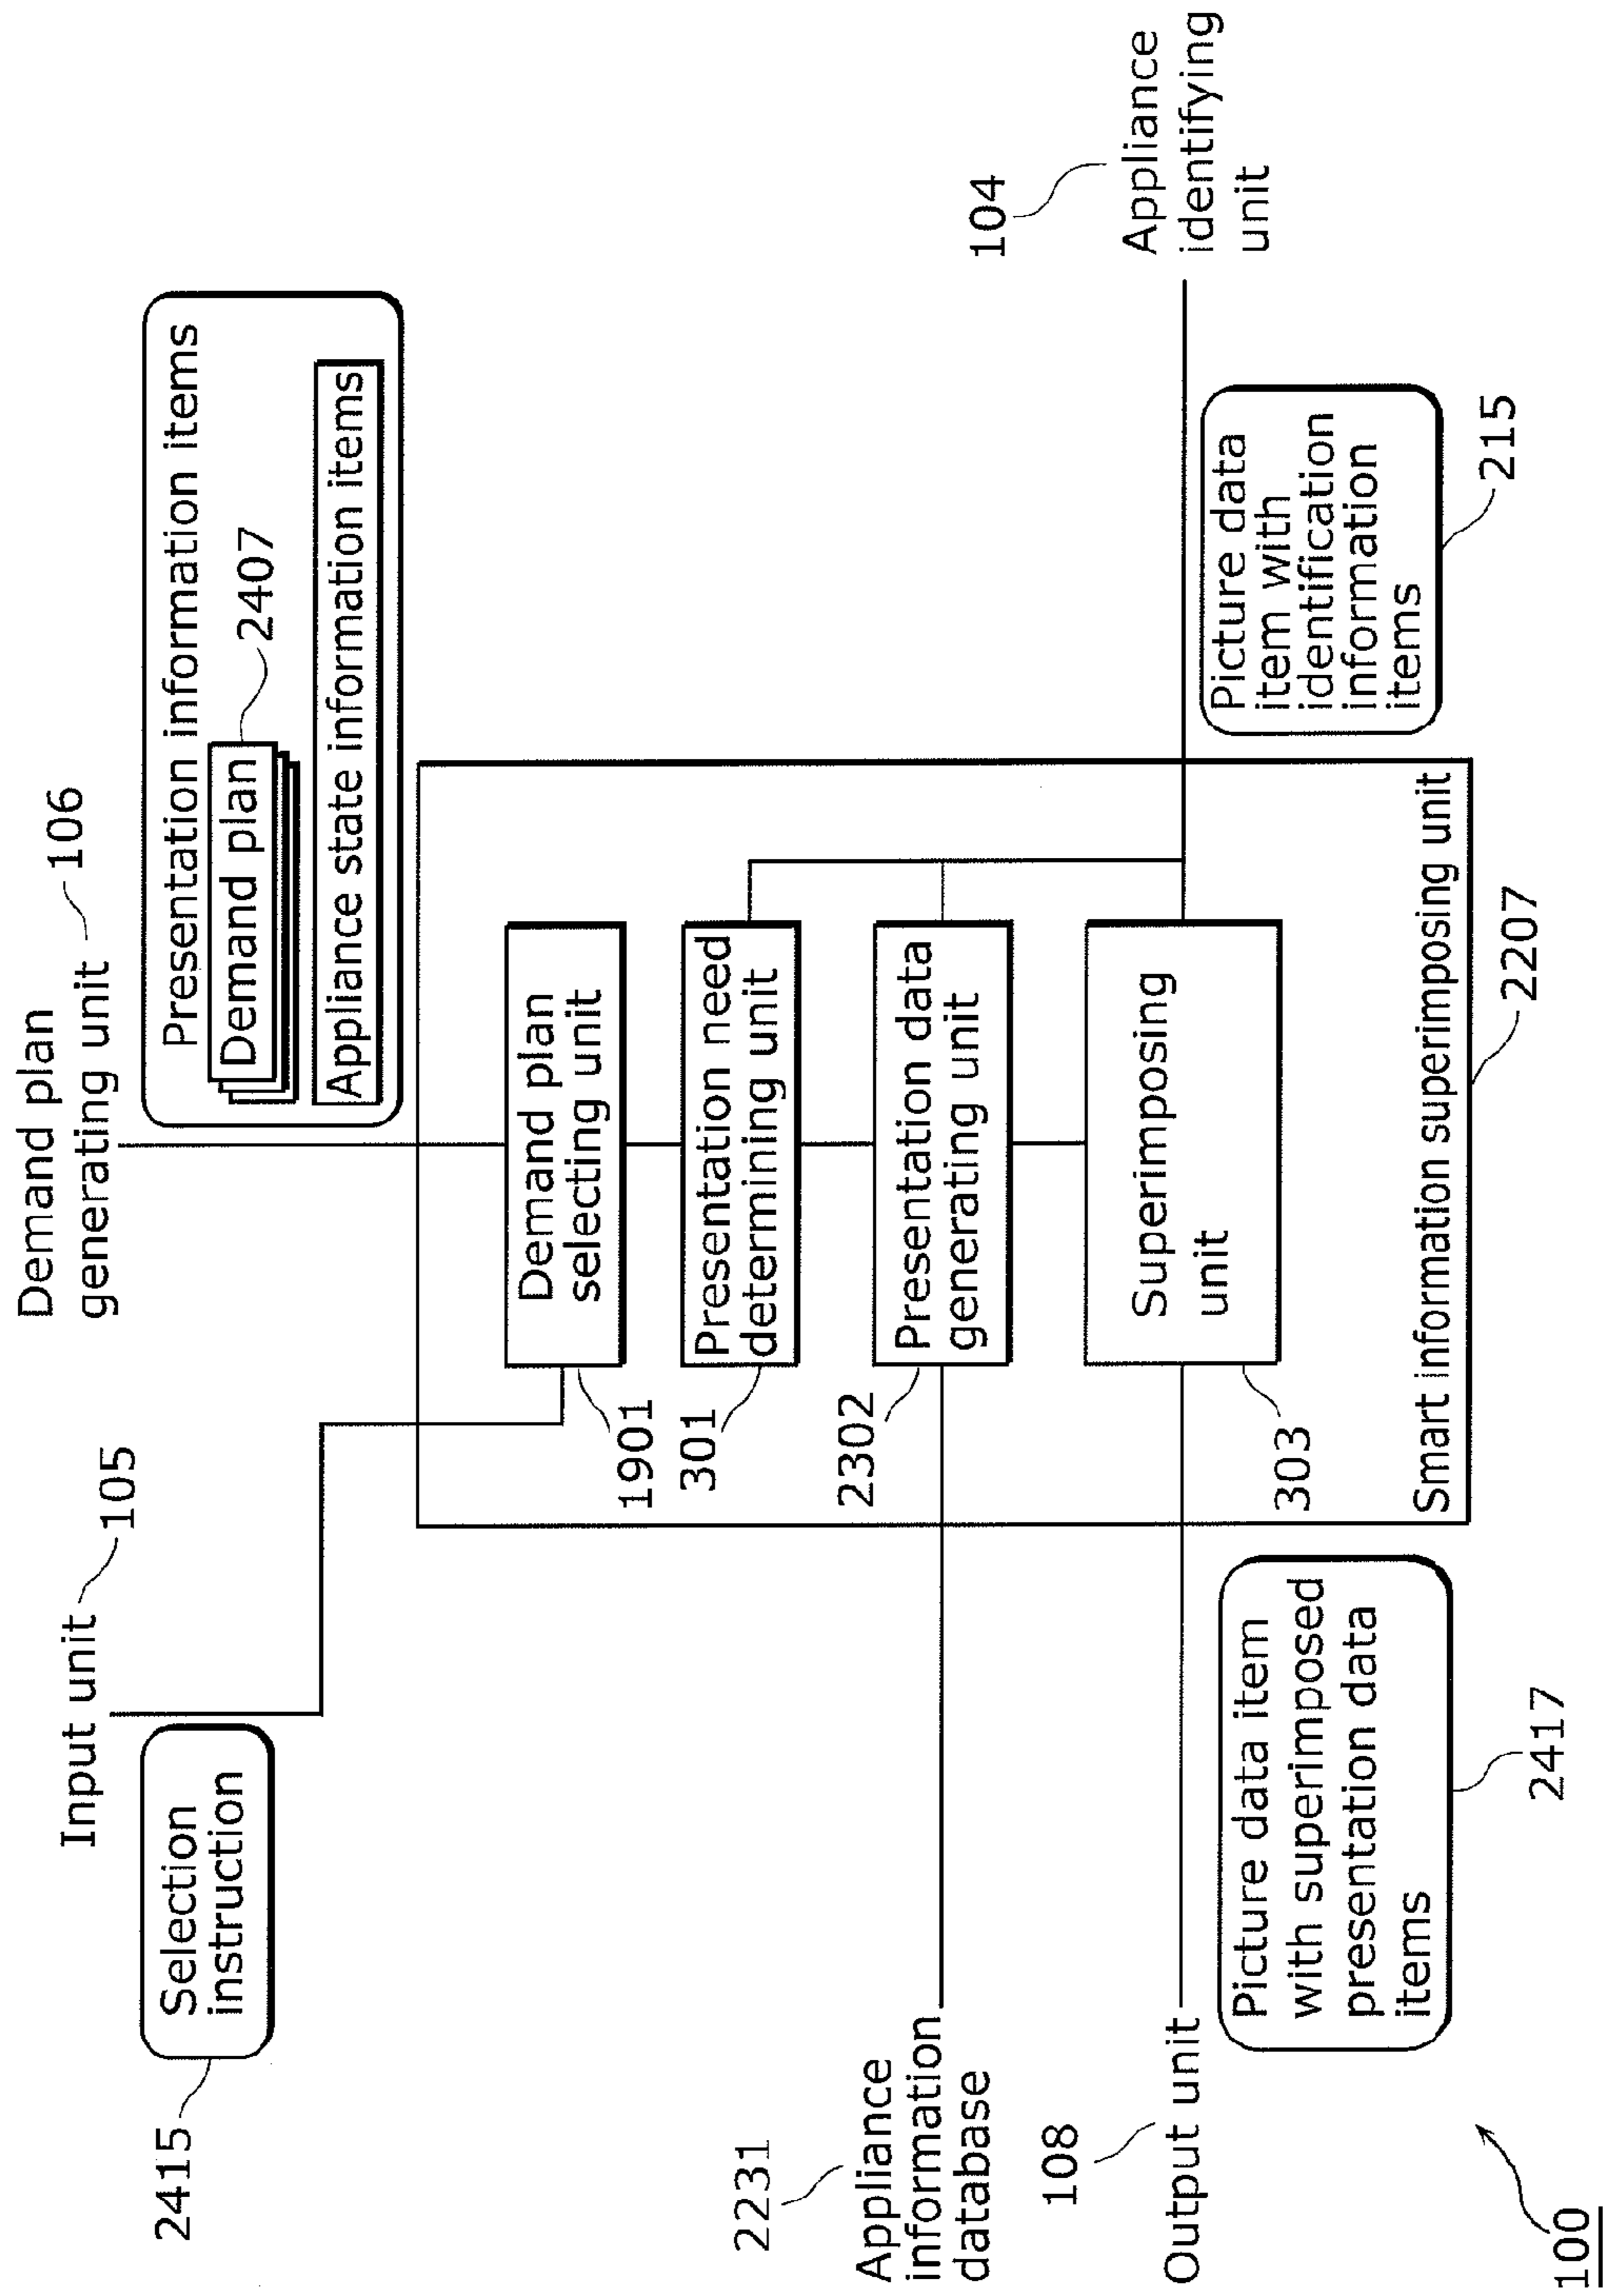 Demand plan
generating unit
106
Input unit
105
Selection
instruction
2415
Presentation information items
Demand plan
2407
Appliance state information items
Demand plan
selecting unit
1901
Presentation need
determining unit
301
Presentation data
generating unit
2302
Superimposing
unit
303
Smart information superimposing unit
2207
2231
Appliance
information
database
108
Output unit
Picture data item
with superimposed
presentation data
items
2417
104
Appliance
identifying
unit
Picture data
item with
identification
information
items
215
100